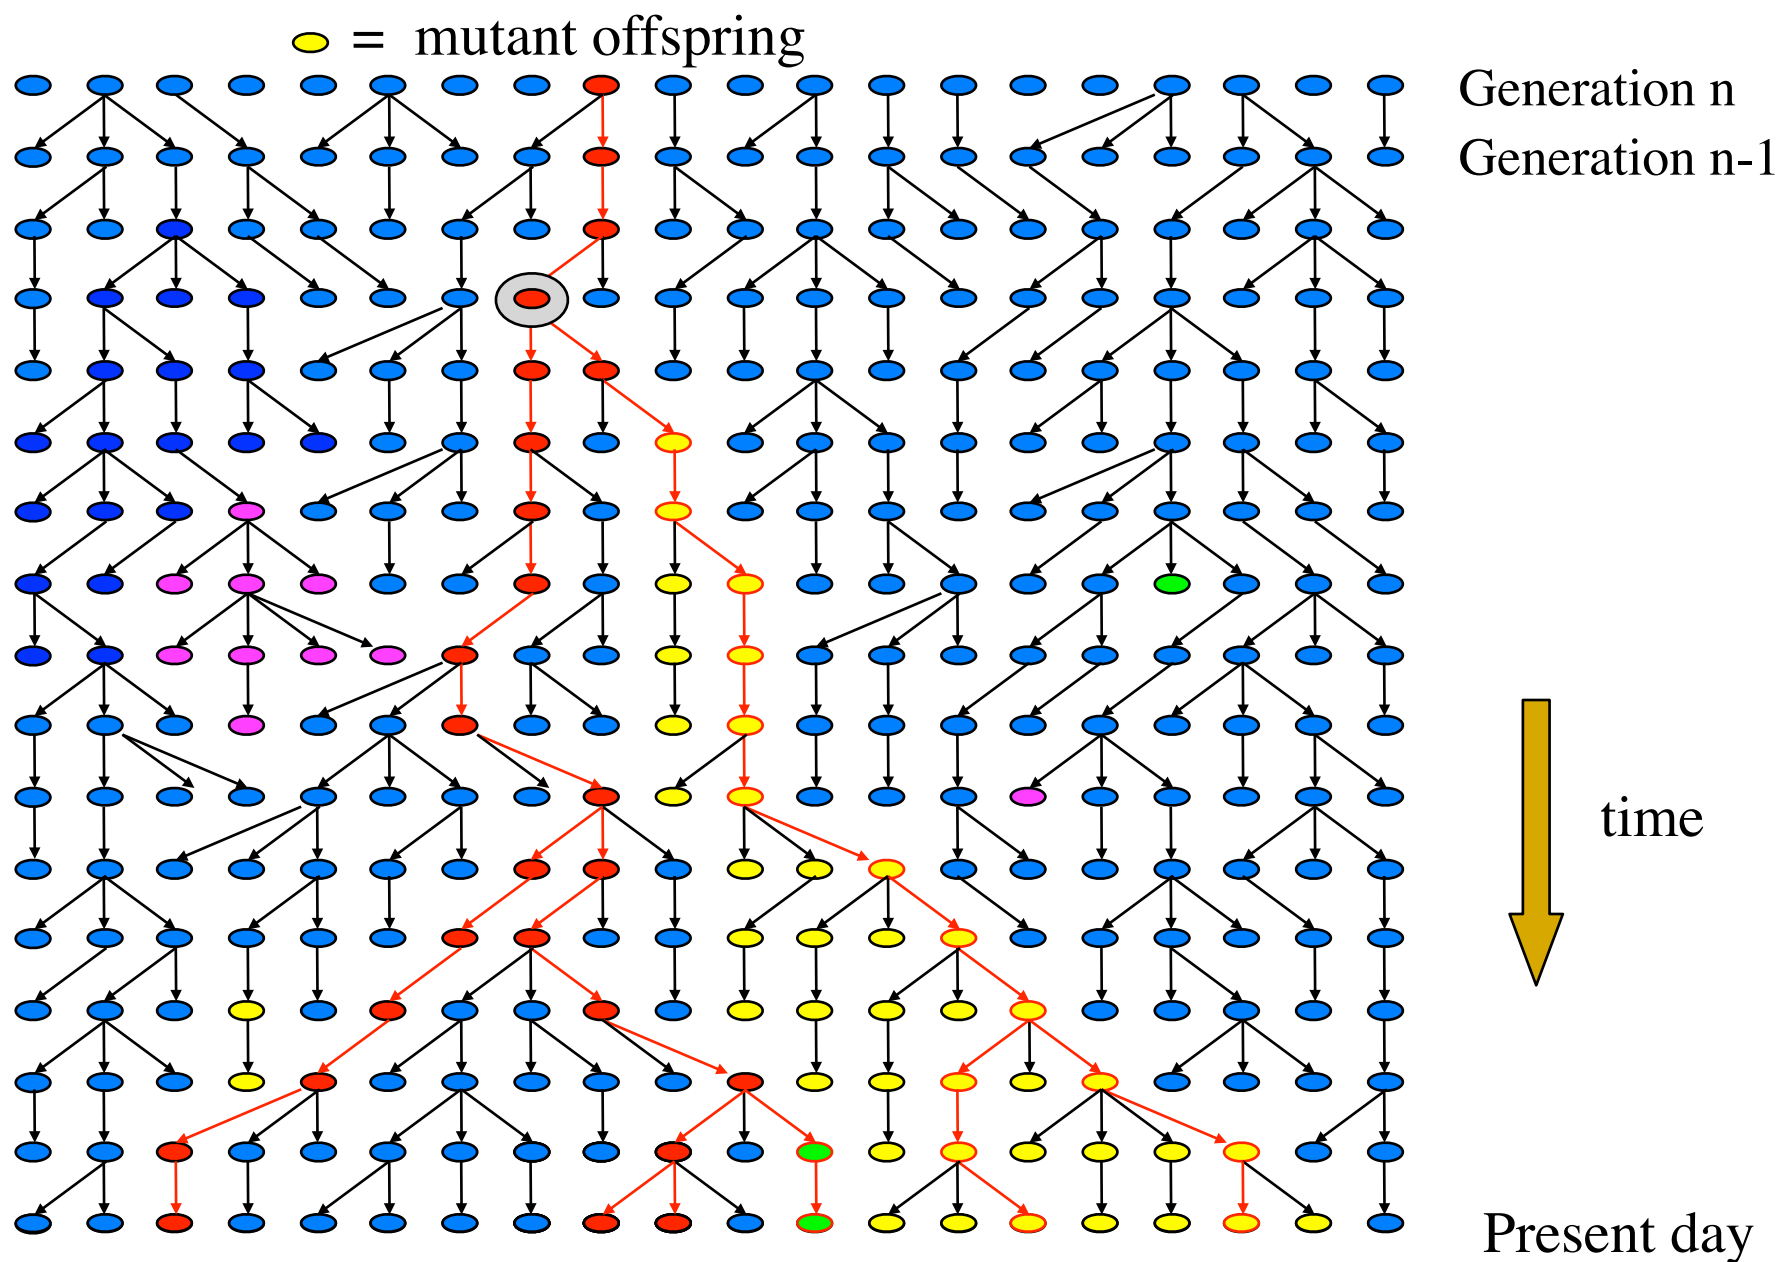 = mutant offspring
Generation n
Generation n-1
time
Present day